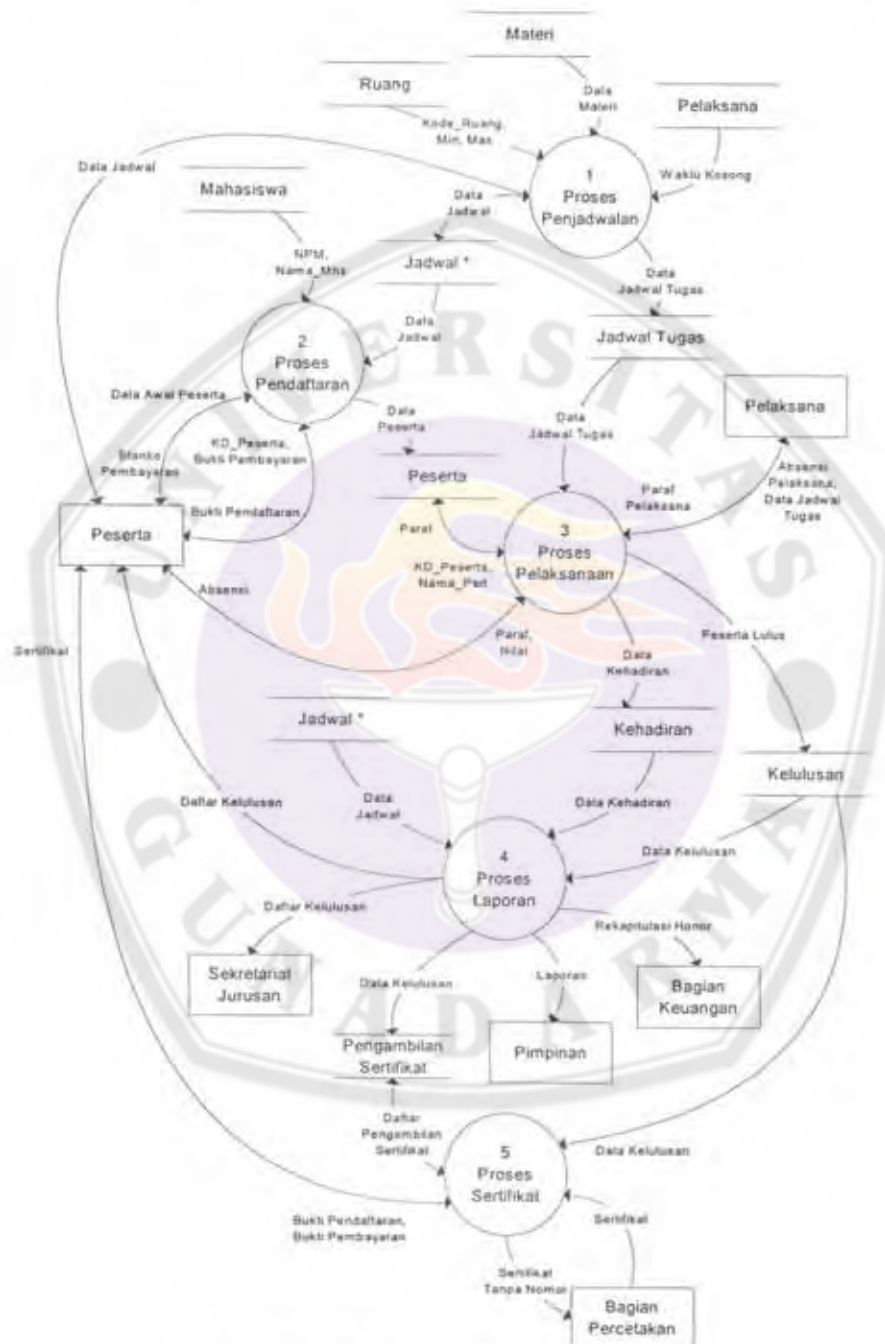 Materi
Ruang
Data
Materi
Pelaksana
Kode_Ruang,
Min, Mas
Data Jadwal
1
Proses
Penjadwalan
Waktu Kosong
Mahasiswa
Data
Jadwal
NPM,
Nama_Mhs
Jadwal *
Data
Jadwal Tugas
Data
Jadwal
Jadwal Tugas
2
Proses
Pendaftaran
Data Awal Peserta
Data
Peserta
Data
Jadwal Tugas
Pelaksana
Blanko
Pembayaran
KD_Peserta,
Bukti Pembayaran
Peserta
Paraf
Pelaksana
Absensi
Pelaksana,
Data Jadwal
Tugas
Bukti Pendaftaran
Peserta
Paraf
3
Proses
Pelaksanaan
KD_Peserta,
Absensi
Paraf,
Nilai
Peserta Lulus
Sertifikat
Data
Kehadiran
Jadwal *
Kehadiran
Kelulusan
Daftar Kelulusan
Data
Jadwal
Data Kehadiran
4
Proses
Laporan
Data Kelulusan
Daftar Kelulusan
Rekapitulasi Honor
Sekretariat
Jurusan
Data Kelulusan
Laporan
Bagian
Keuangan
Pengambilan
Sertifikat
Pimpinan
Daftar
Pengambilan
Sertifikat
5
Proses
Sertifikat
Data Kelulusan
Bukti Pendaftaran,
Bukti Pembayaran
Sertifikat
Sertifikat
Tanpa Nomor
Bagian
Percetakan
UNIVERSITAS
GUNADARMA